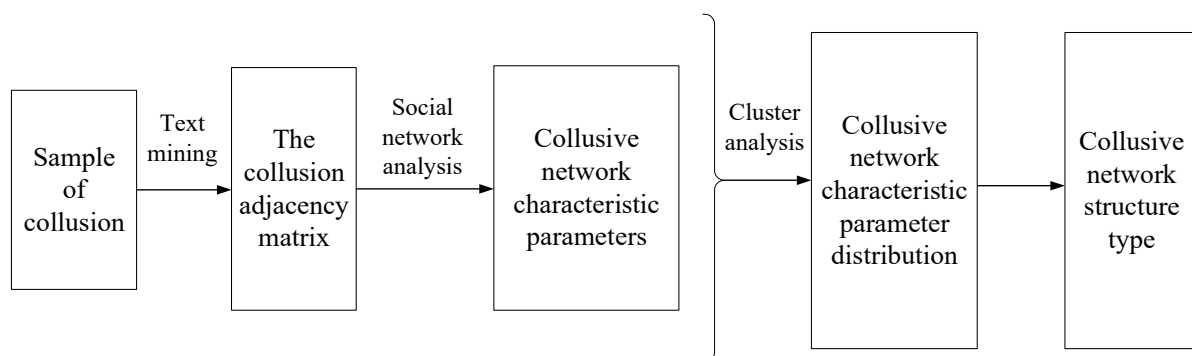 Sample
of
collusion
Text
mining
The
collusion
adjacency
matrix
Social
network
analysis
Collusive
network
characteristic
parameters
Cluster
analysis
Collusive
network
characteristic
parameter
distribution
Collusive
network
structure
type